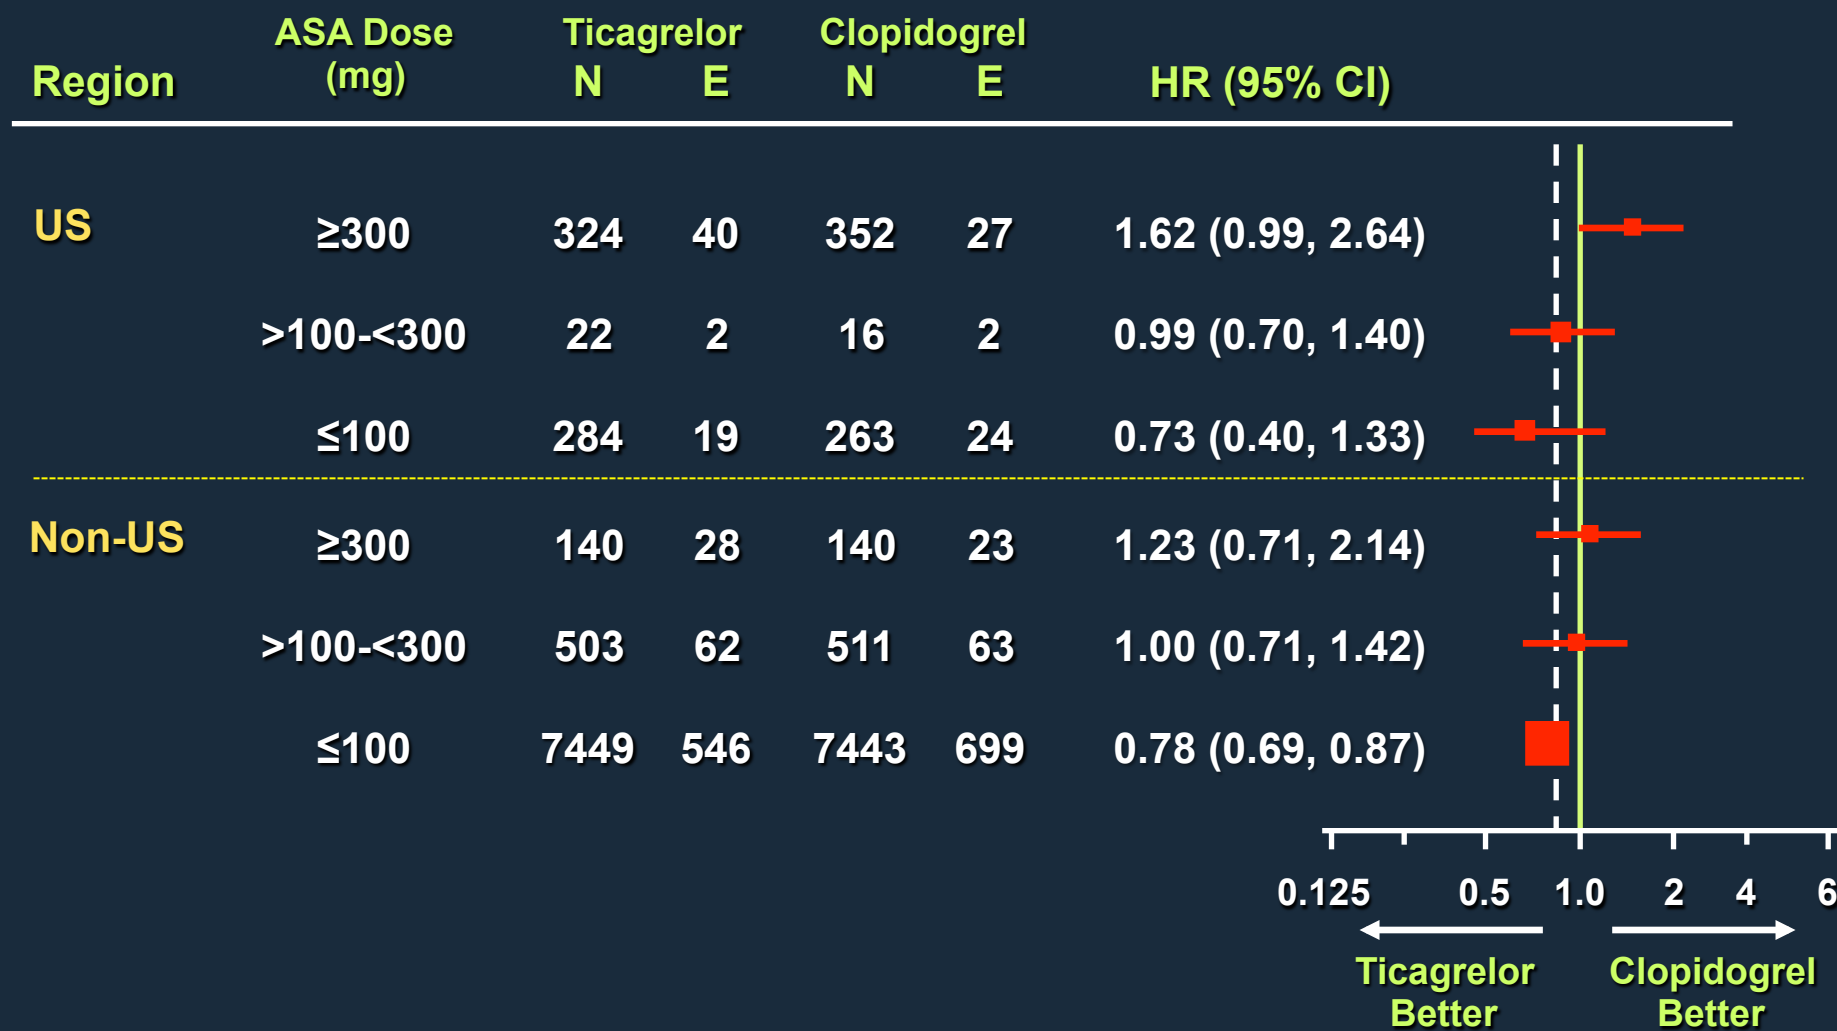 ASA Dose Ticagrelor Clopidogrel
Region (mg) N E N E HR (95% CI)
US ≥300 324 40 352 27 1.62 (0.99, 2.64)
>100-<300 22 2 16 2 0.99 (0.70, 1.40)
≤100 284 19 263 24 0.73 (0.40, 1.33)
Non-US ≥300 140 28 140 23 1.23 (0.71, 2.14)
>100-<300 503 62 511 63 1.00 (0.71, 1.42)
≤100 7449 546 7443 699 0.78 (0.69, 0.87)
0.125 0.5 1.0 2 4 6
Ticagrelor Clopidogrel
Better Better